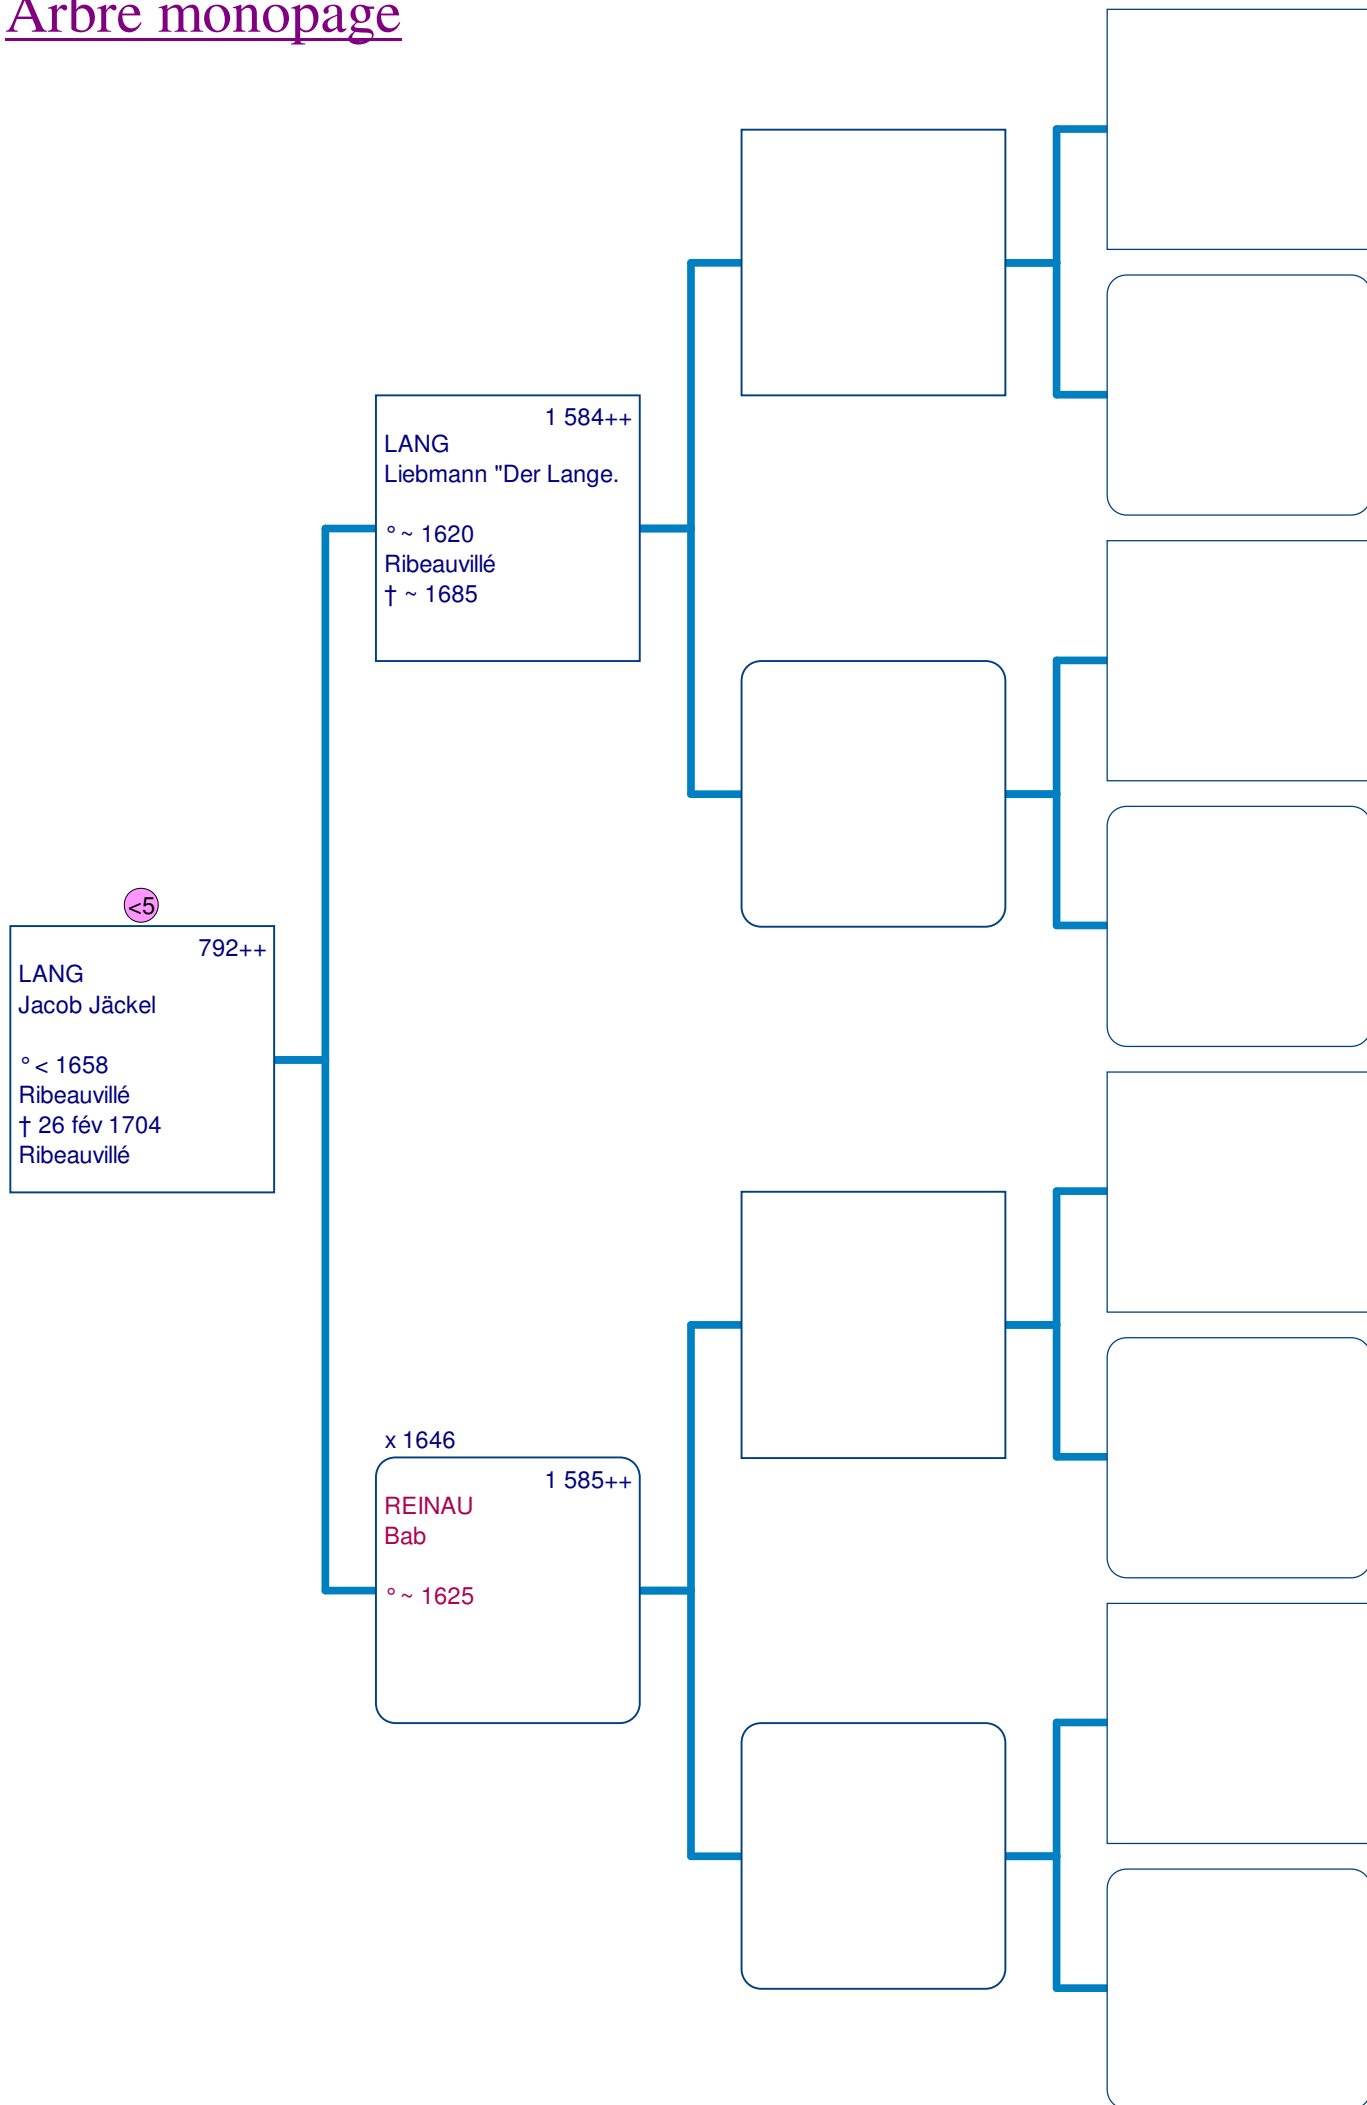 Arbre monopage
1 584++
LANG
Liebmann "Der Lange.
° ~ 1620
Ribeauvillé
† ~ 1685
<5
792++
LANG
Jacob Jäckel
° < 1658
Ribeauvillé
† 26 fév 1704
Ribeauvillé
x 1646
1 585++
REINAU
Bab
° ~ 1625